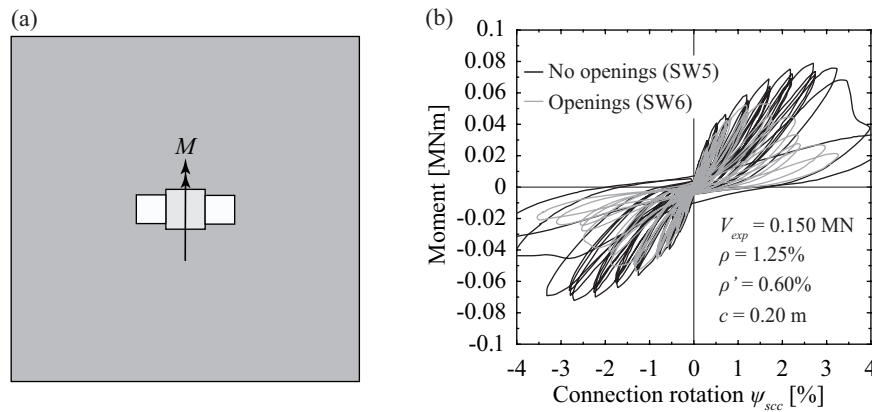 (a)
M
(b)
0.1
0.08
0.06
0.04
0.02
0
-0.02
-0.04
-0.06
-0.08
-0.1
Moment [MNm]
No openings (SW5)
Openings (SW6)
V_exp = 0.150 MN
ρ = 1.25%
ρ’ = 0.60%
c = 0.20 m
-4 -3 -2 -1 0 1 2 3 4
Connection rotation ψ_scc [%]